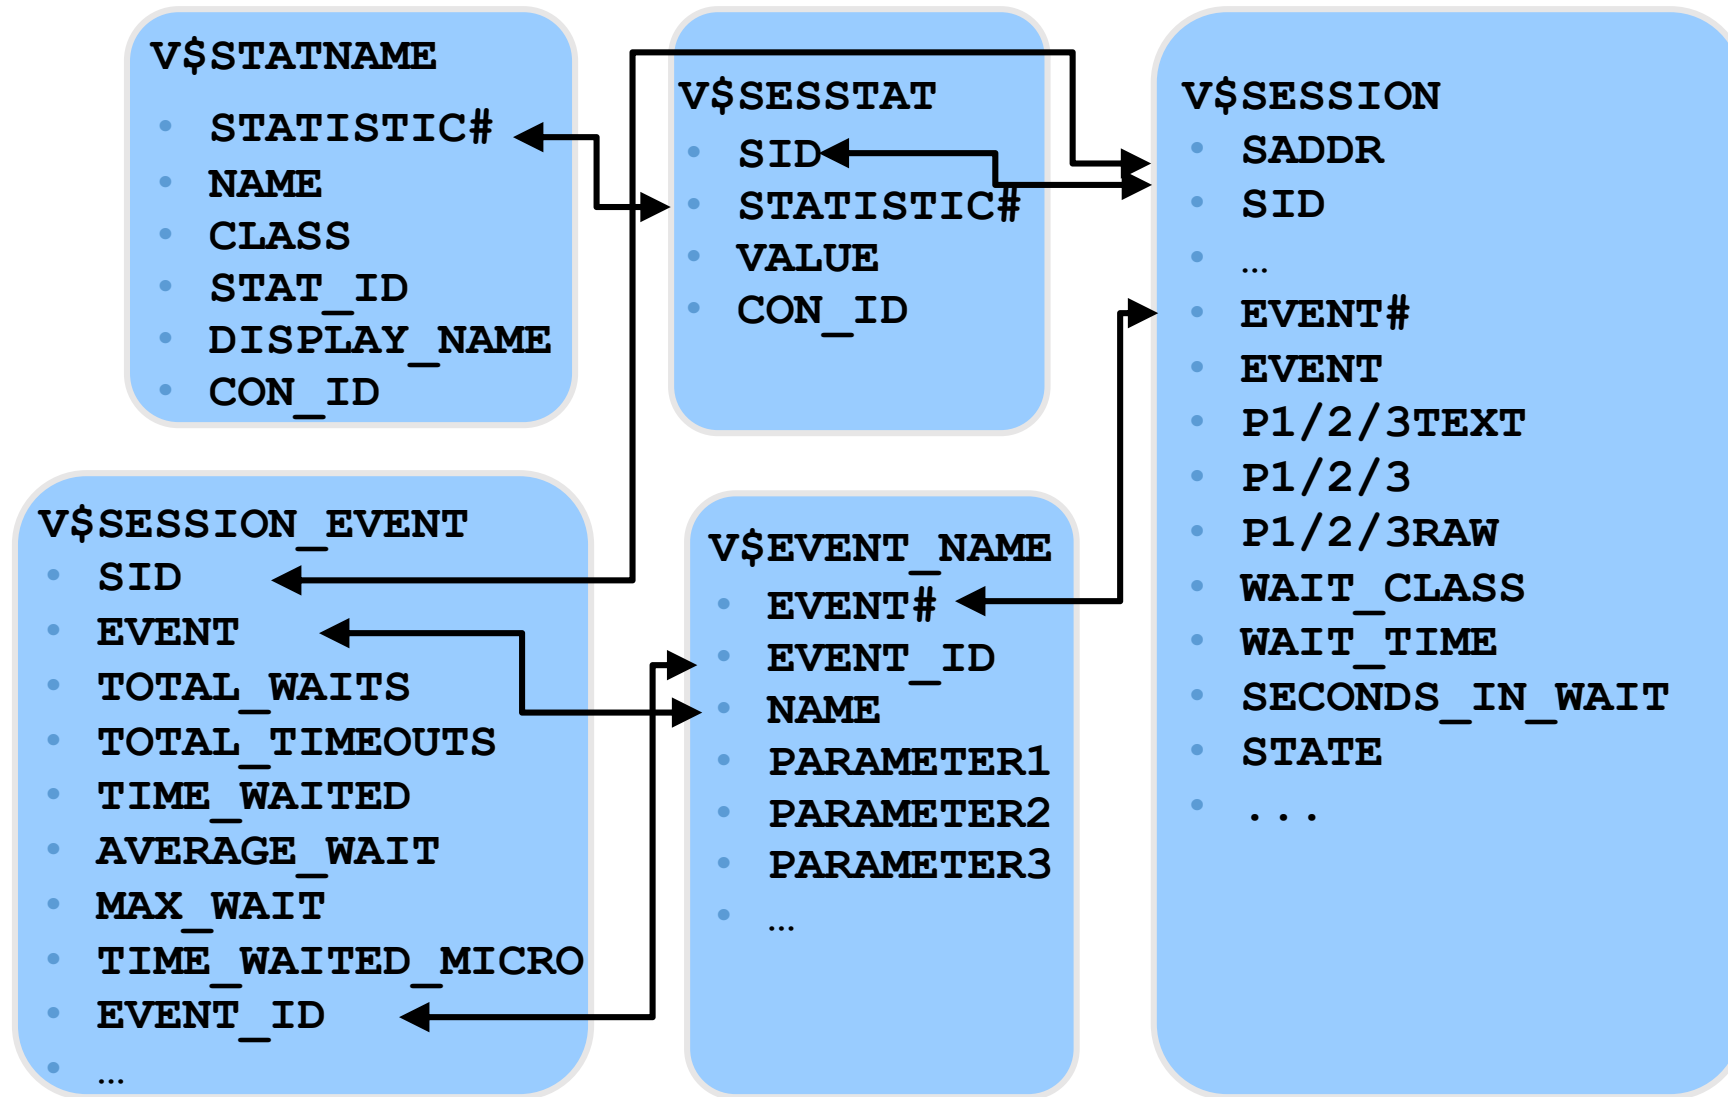 V$STATNAME
• STATISTIC#
• NAME
• CLASS
• STAT_ID
• DISPLAY_NAME
• CON_ID
V$SESSTAT
• SID
• STATISTIC#
• VALUE
• CON_ID
V$SESSION
• SADDR
• SID
• …
• EVENT#
• EVENT
• P1/2/3TEXT
• P1/2/3
• P1/2/3RAW
• WAIT_CLASS
• WAIT_TIME
• SECONDS_IN_WAIT
• STATE
• ...
V$SESSION_EVENT
• SID
• EVENT
• TOTAL_WAITS
• TOTAL_TIMEOUTS
• TIME_WAITED
• AVERAGE_WAIT
• MAX_WAIT
• TIME_WAITED_MICRO
• EVENT_ID
• …
V$EVENT_NAME
• EVENT#
• EVENT_ID
• NAME
• PARAMETER1
• PARAMETER2
• PARAMETER3
• …